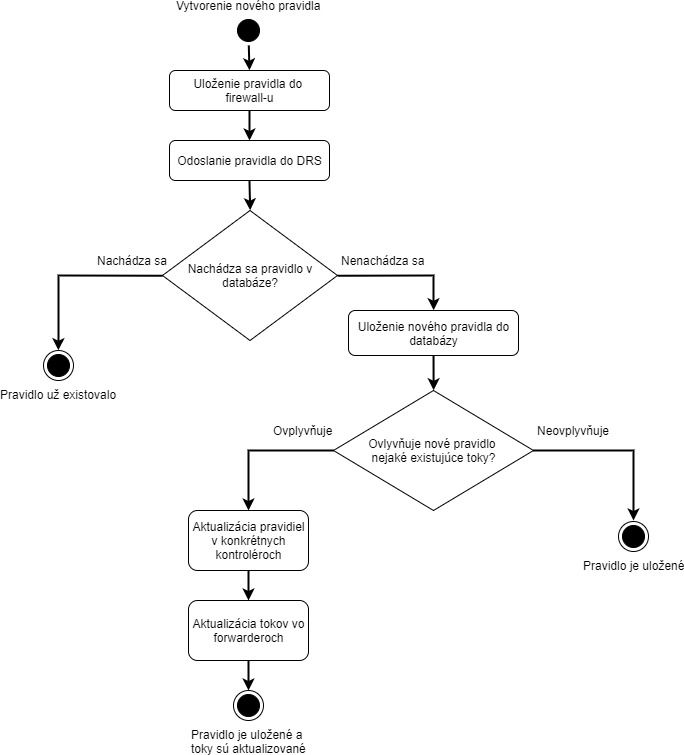 Vytvorenie nového pravidla
Uloženie pravidla do
firewall-u
Odoslanie pravidla do DRS
Nachádza sa
Nenachádza sa
Nachádza sa pravidlo v
databáze?
Uloženie nového pravidla do
databázy
Pravidlo už existovalo
Ovplyvňuje
Neovplyvňuje
Ovlyvňuje nové pravidlo
nejaké existujúce toky?
Aktualizácia pravidiel
v konkrétnych
kontroléroch
Pravidlo je uložené
Aktualizácia tokov vo
forwarderoch
Pravidlo je uložené a
toky sú aktualizované